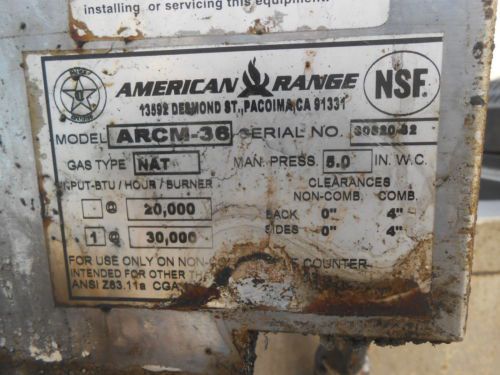 installing or servicing this equipment.
AMERICAN RANGE
NSF.
13592 DESMOND ST., PACOIMA, CA 91331
MODEL ARCM-36 SERIAL NO.
GAS TYPE NAT MAN. PRESS. 5.0 IN. W.C.
INPUT-BTU / HOUR / BURNER
CLEARANCES
NON-COMB. COMB.
@ 20,000
BACK 0" 4"
1 @ 30,000
SIDES 0" 4"
FOR USE ONLY ON NON- COUNTER
INTENDED FOR OTHER
ANSI Z83.11a CGA